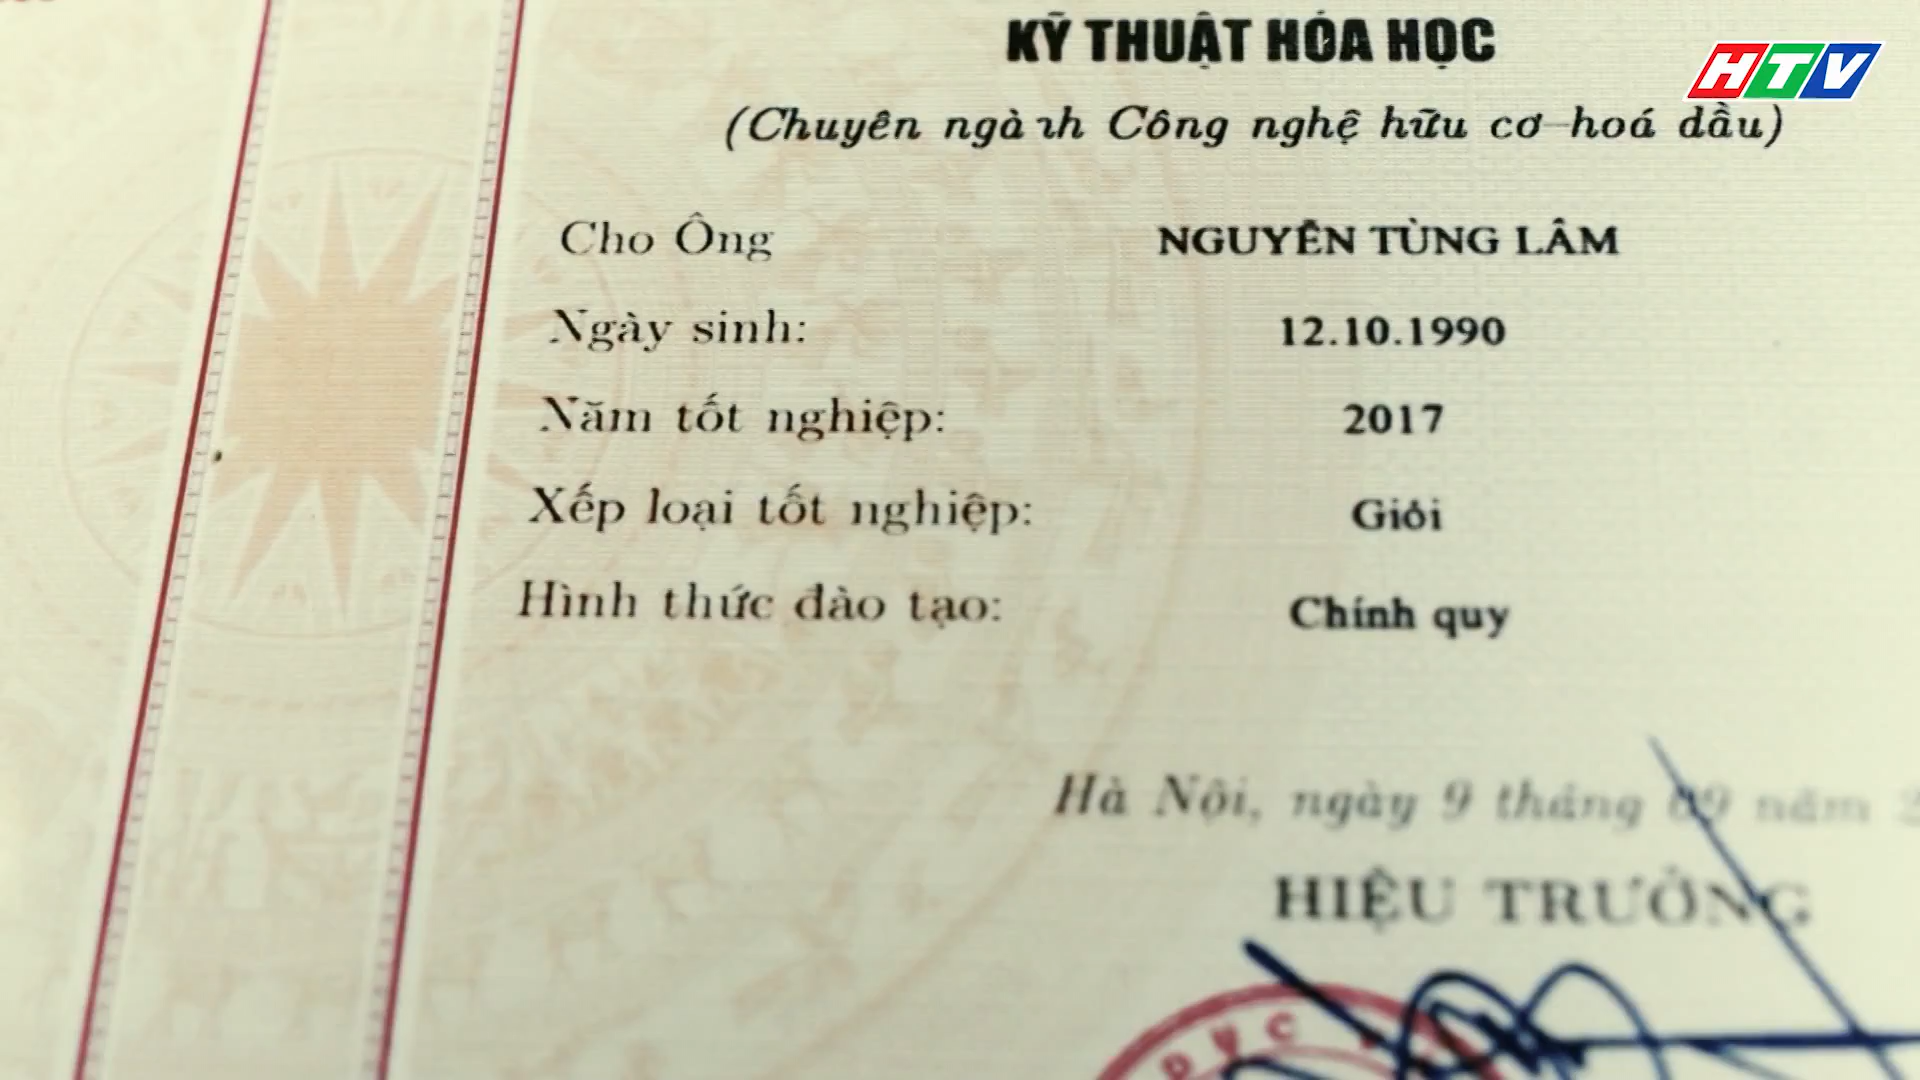 KỸ THUẬT HÓA HỌC
HTV
(Chuyên ngành Công nghệ hữu cơ-hoá dầu)
Cho Ông NGUYỄN TÙNG LÂM
Ngày sinh: 12.10.1990
Năm tốt nghiệp: 2017
Xếp loại tốt nghiệp: Giỏi
Hình thức đào tạo: Chính quy
Hà Nội, ngày 9 tháng 09 năm
HIỆU TRƯỞNG
DỤC